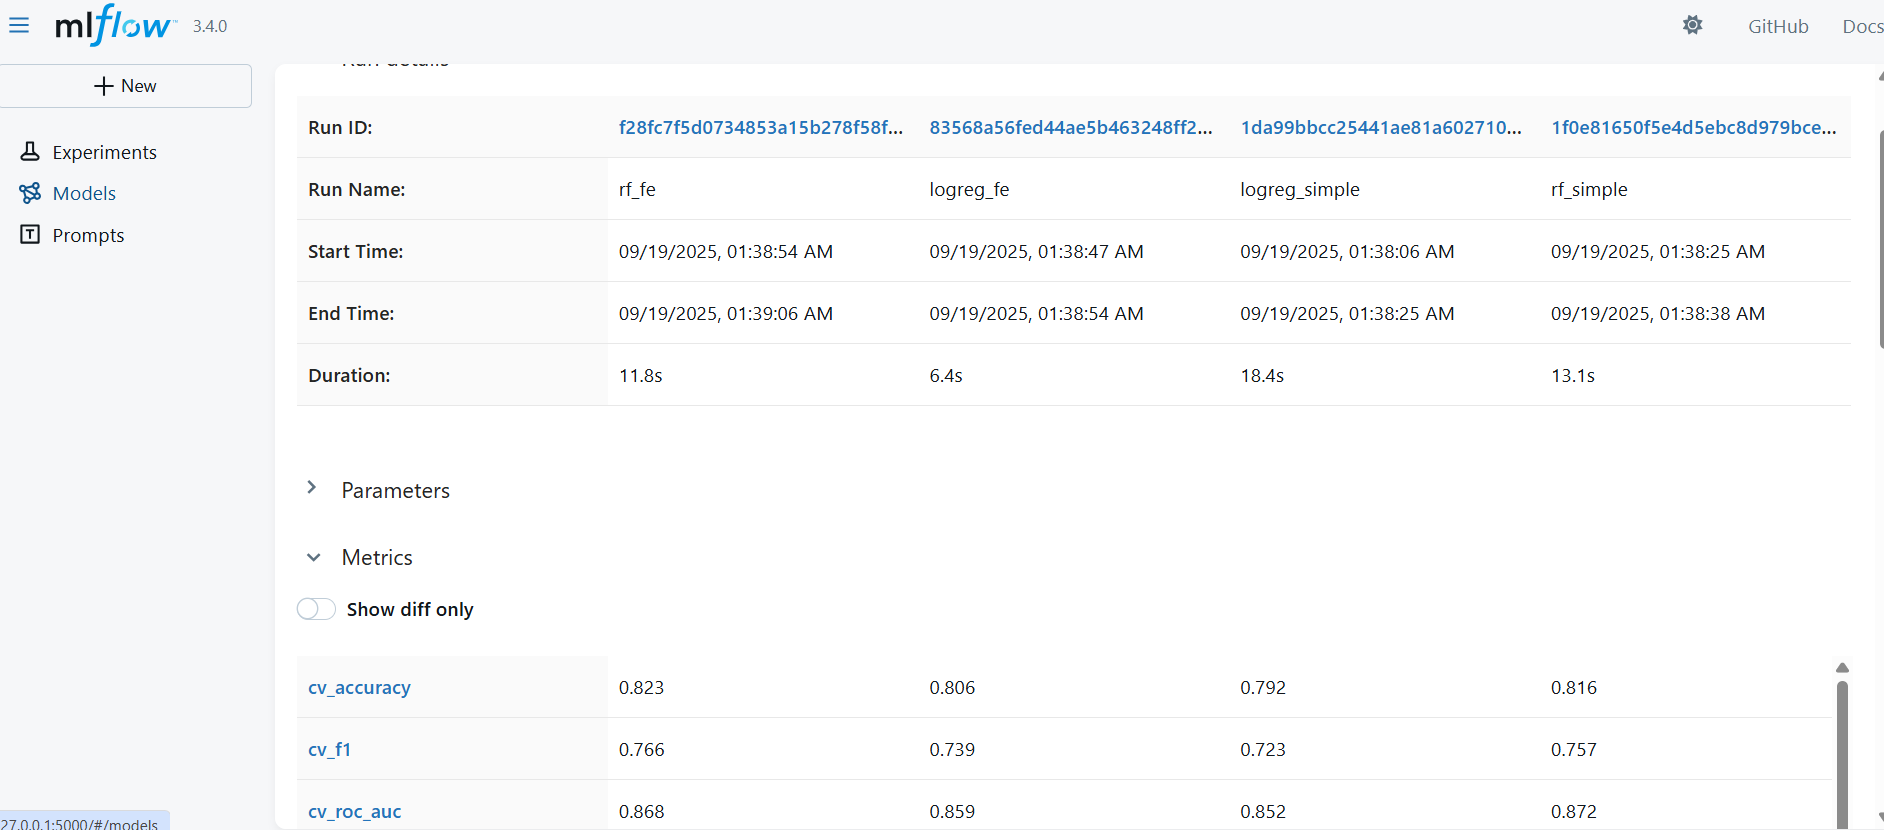 mlflow™ 3.4.0
GitHub Docs
New
Experiments
Models
Prompts
Run details
Run ID: f28fc7f5d0734853a15b278f58f... 83568a56fed44ae5b463248ff2... 1da99bbcc25441ae81a602710... 1f0e81650f5e4d5ebc8d979bce...
Run Name: rf_fe logreg_fe logreg_simple rf_simple
Start Time: 09/19/2025, 01:38:54 AM 09/19/2025, 01:38:47 AM 09/19/2025, 01:38:06 AM 09/19/2025, 01:38:25 AM
End Time: 09/19/2025, 01:39:06 AM 09/19/2025, 01:38:54 AM 09/19/2025, 01:38:25 AM 09/19/2025, 01:38:38 AM
Duration: 11.8s 6.4s 18.4s 13.1s
Parameters
Metrics
Show diff only
cv_accuracy 0.823 0.806 0.792 0.816
cv_f1 0.766 0.739 0.723 0.757
cv_roc_auc 0.868 0.859 0.852 0.872
27.0.0.1:5000/#/models